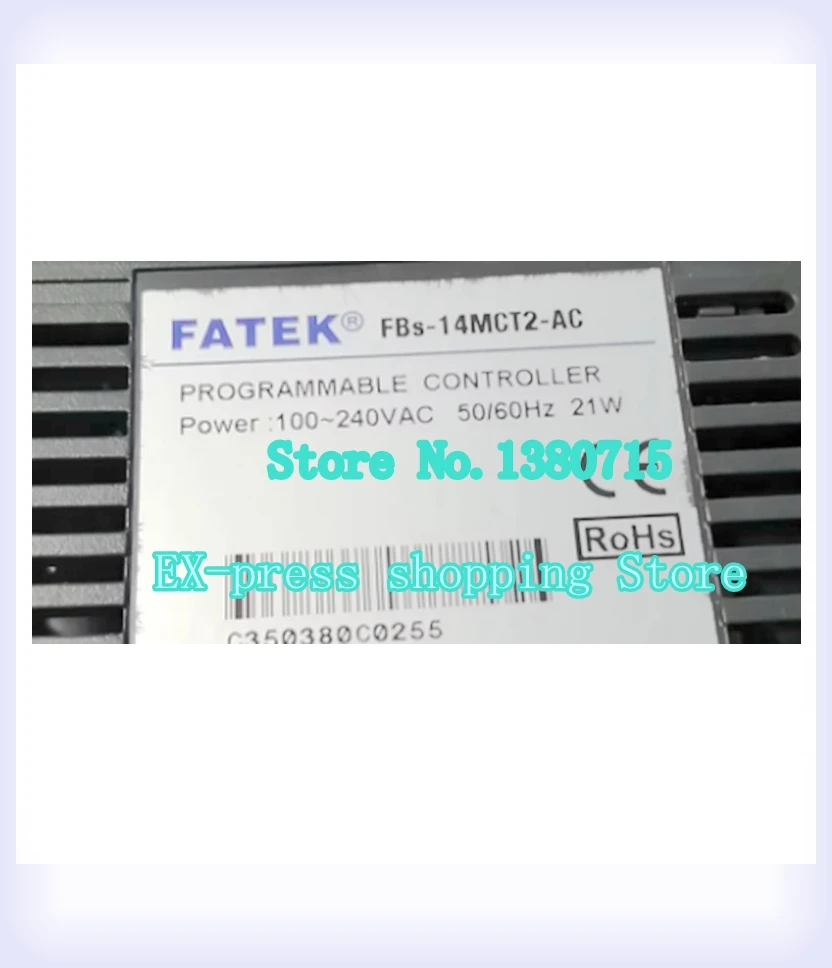 FATEK® FBs-14MCT2-AC
PROGRAMMABLE CONTROLLER
Power :100~240VAC 50/60Hz 21W
Store No.1380715
CE
RoHs
EX-press shopping Store
C350380C0255